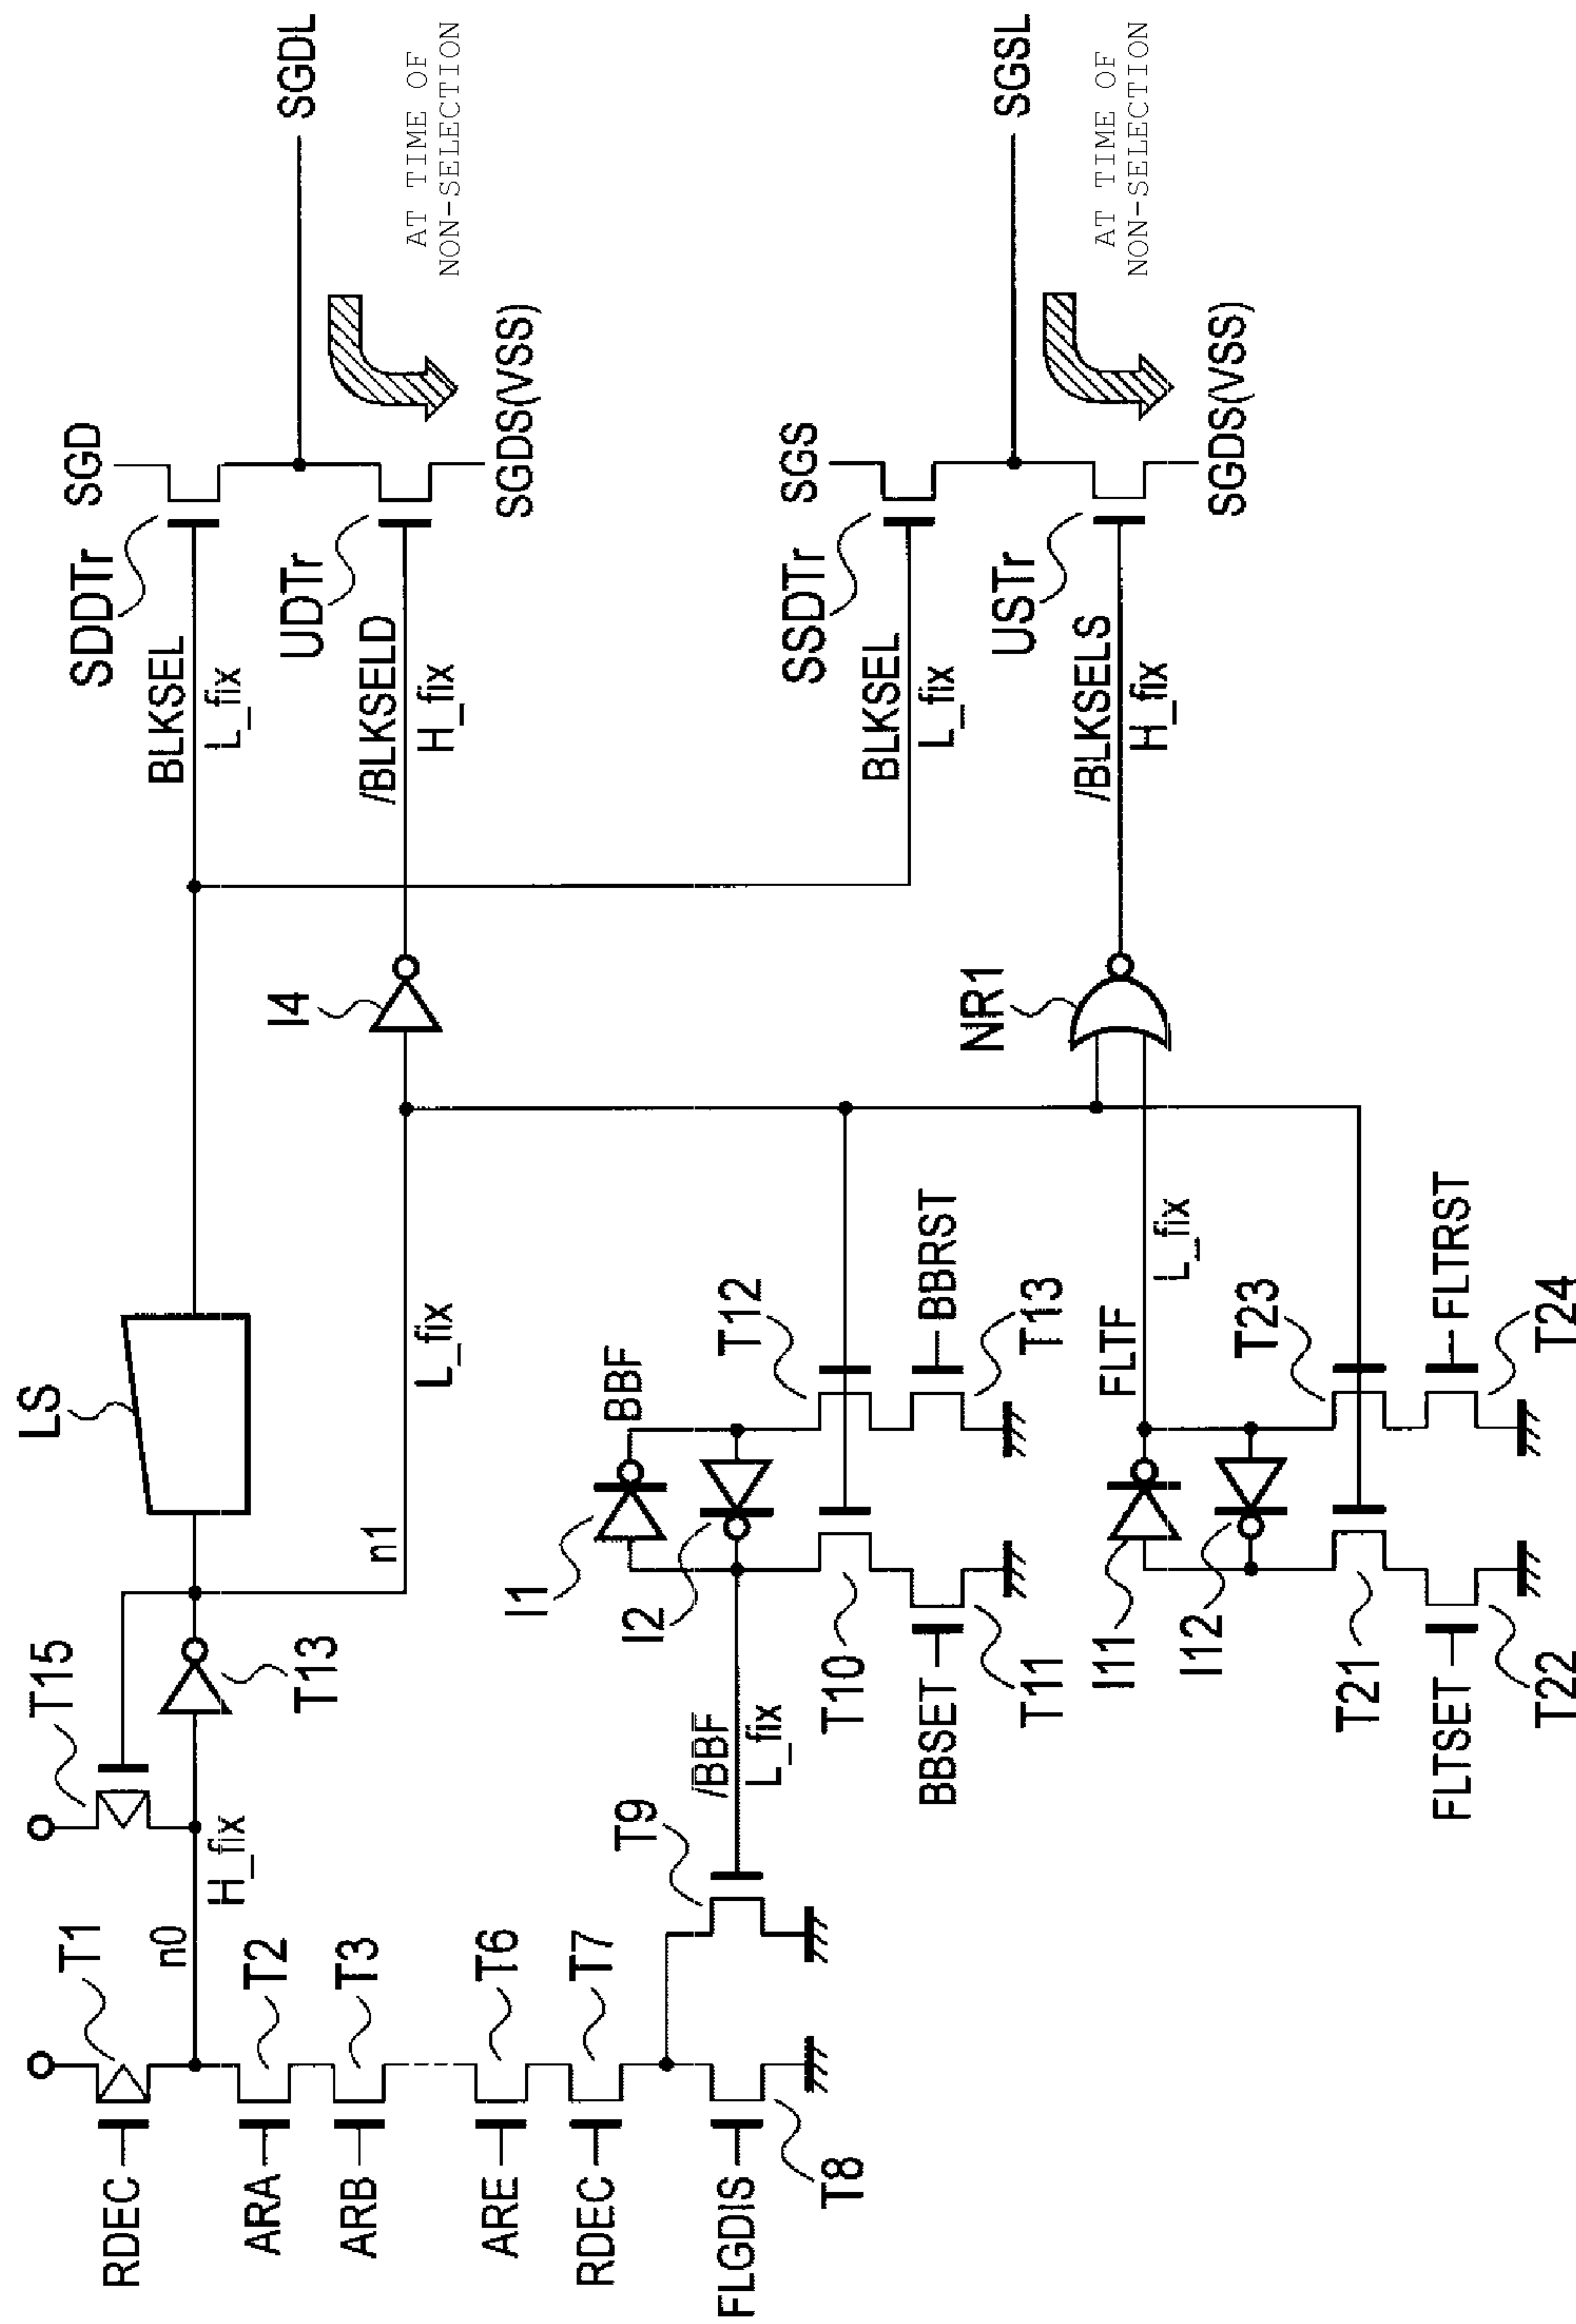 RDEC
T1
n0
H_fix
T15
T13
LS
n1
L_fix
ARA
T2
ARB
T3
ARE
T6
RDEC
T7
FLGDIS
T8
T9
/BBF
L_fix
I1
BBF
I2
T10
T12
BBSET
T11
BBRST
T13
I11
FLTF
L_fix
I12
T21
T23
FLTSET
T22
FLTRST
T24
I4
NR1
SGD
SDDTr
BLKSEL
L_fix
SGDL
UDTr
/BLKSELD
H_fix
SGDS(VSS)
AT TIME OF
NON-SELECTION
SGS
SSDTr
BLKSEL
L_fix
SGSL
USTr
/BLKSELS
H_fix
SGDS(VSS)
AT TIME OF
NON-SELECTION